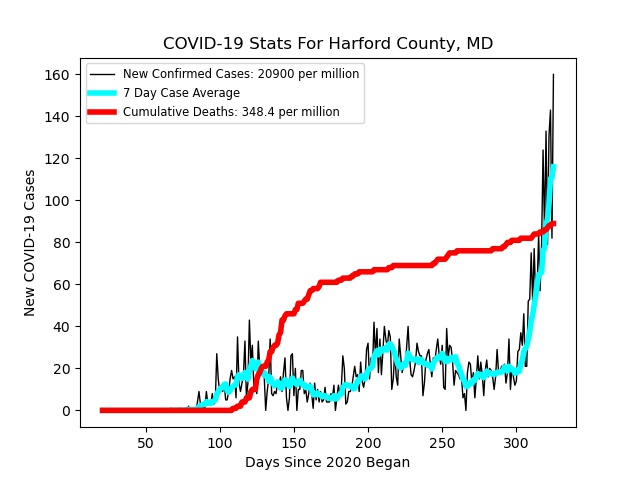 COVID-19 Stats For Harford County, MD
New Confirmed Cases: 20900 per million
7 Day Case Average
Cumulative Deaths: 348.4 per million
New COVID-19 Cases
160
140
120
100
80
60
40
20
0
50 100 150 200 250 300
Days Since 2020 Began